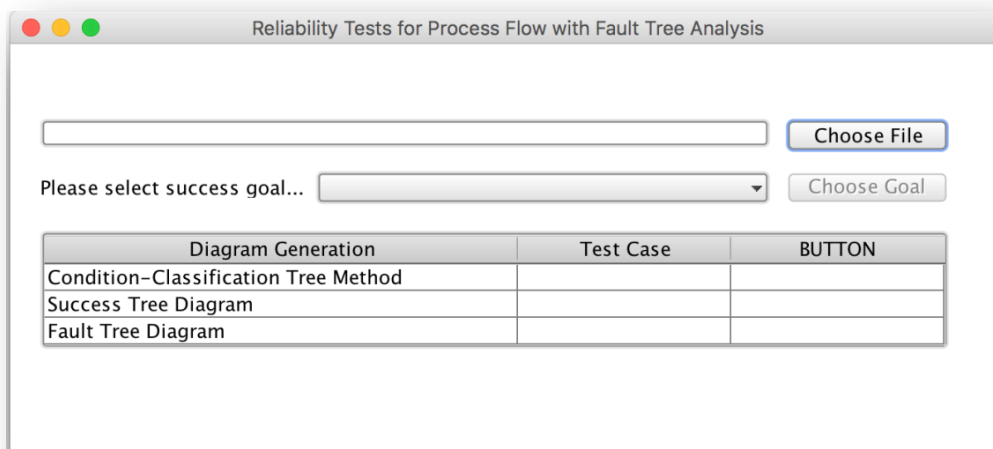 Reliability Tests for Process Flow with Fault Tree Analysis
Choose File
Please select success goal... Choose Goal
Diagram Generation Test Case BUTTON
Condition-Classification Tree Method
Success Tree Diagram
Fault Tree Diagram